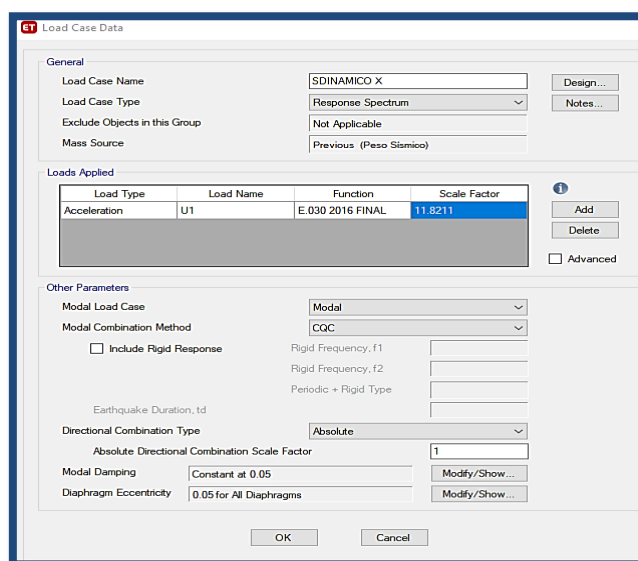 ET Load Case Data
General
Load Case Name SDINAMICO X Design...
Load Case Type Response Spectrum Notes...
Exclude Objects in this Group Not Applicable
Mass Source Previous (Peso Sísmico)
Loads Applied
Load Type Load Name Function Scale Factor
Acceleration U1 E.030 2016 FINAL 11.8211
Add
Delete
Advanced
Other Parameters
Modal Load Case Modal
Modal Combination Method CQC
Include Rigid Response Rigid Frequency, f1
Rigid Frequency, f2
Periodic + Rigid Type
Earthquake Duration, td
Directional Combination Type Absolute
Absolute Directional Combination Scale Factor 1
Modal Damping Constant at 0.05 Modify/Show...
Diaphragm Eccentricity 0.05 for All Diaphragms Modify/Show...
OK Cancel